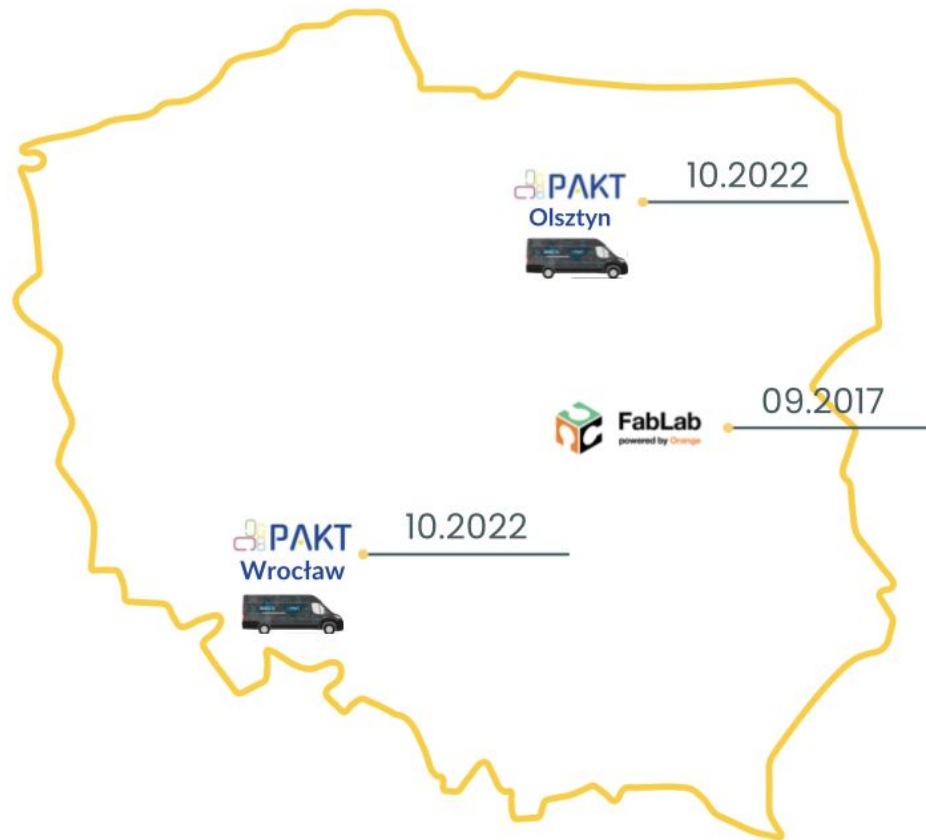 PAKT
Olsztyn
10.2022
FabLab
powered by Orange
09.2017
PAKT
Wrocław
10.2022